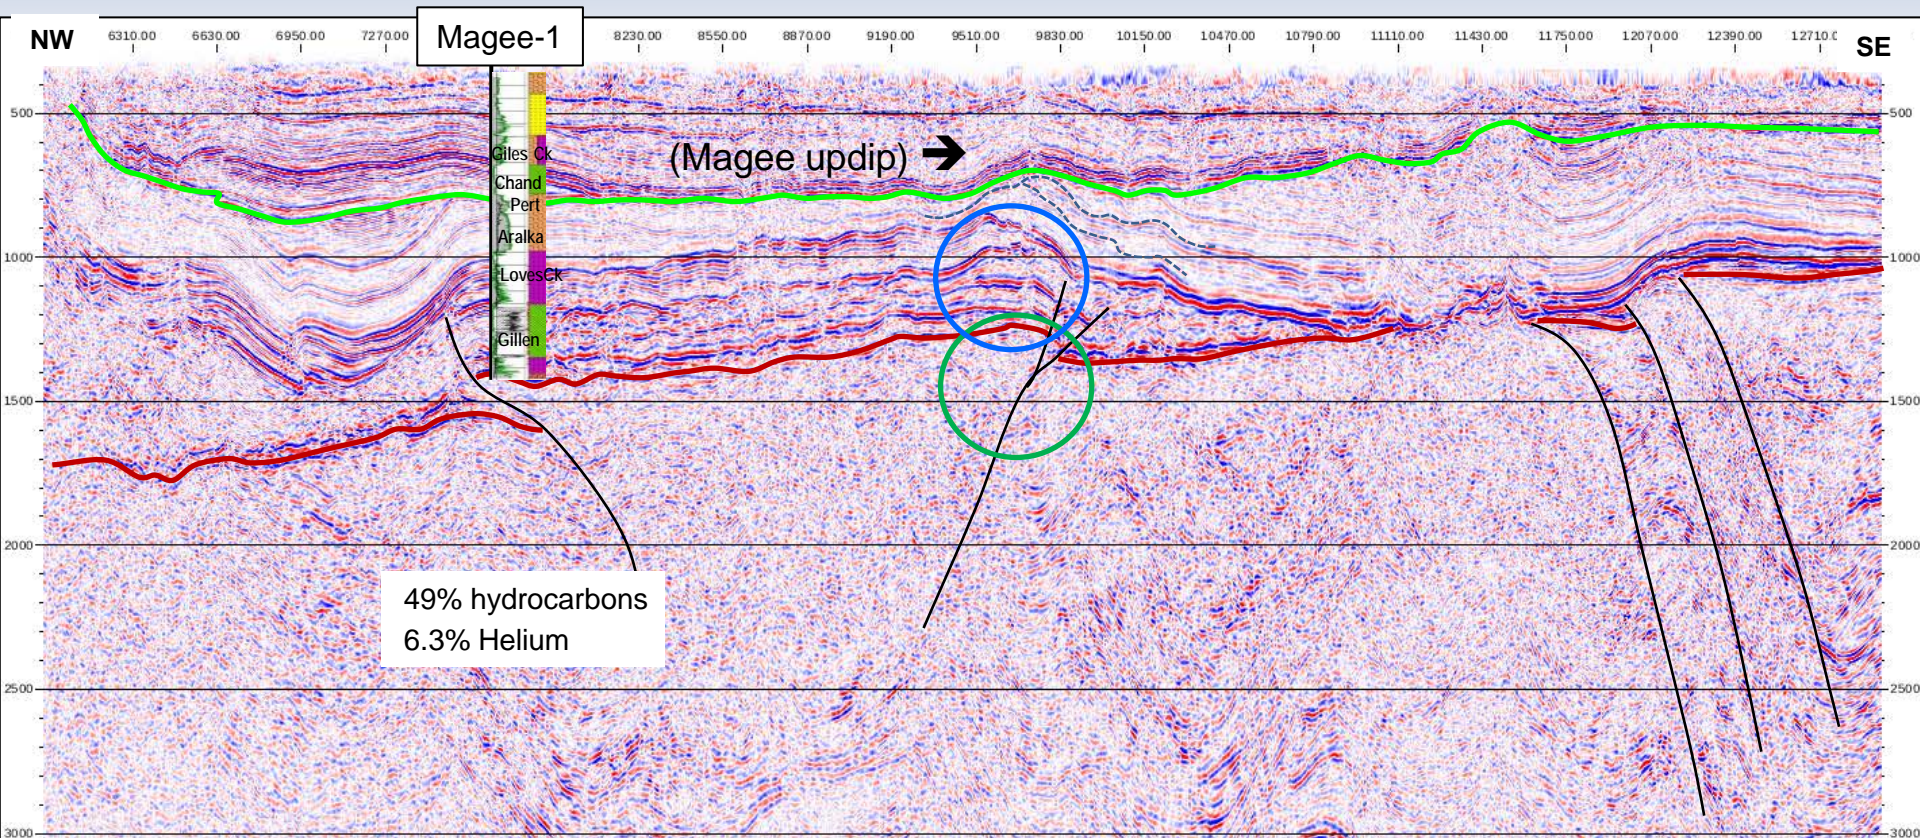 NW
6310.00 6630.00 6950.00 7270.00 8230.00 8550.00 8870.00 9190.00 9510.00 9830.00 10150.00 10470.00 10790.00 11110.00 11430.00 11750.00 12070.00 12390.00 12710.0
SE
Magee-1
500 500
Giles Ck
(Magee updip) ➔
Chand
Pert
Aralka
1000 1000
LovesCk
Gillen
1500 1500
2000 2000
49% hydrocarbons
6.3% Helium
2500 2500
3000 3000